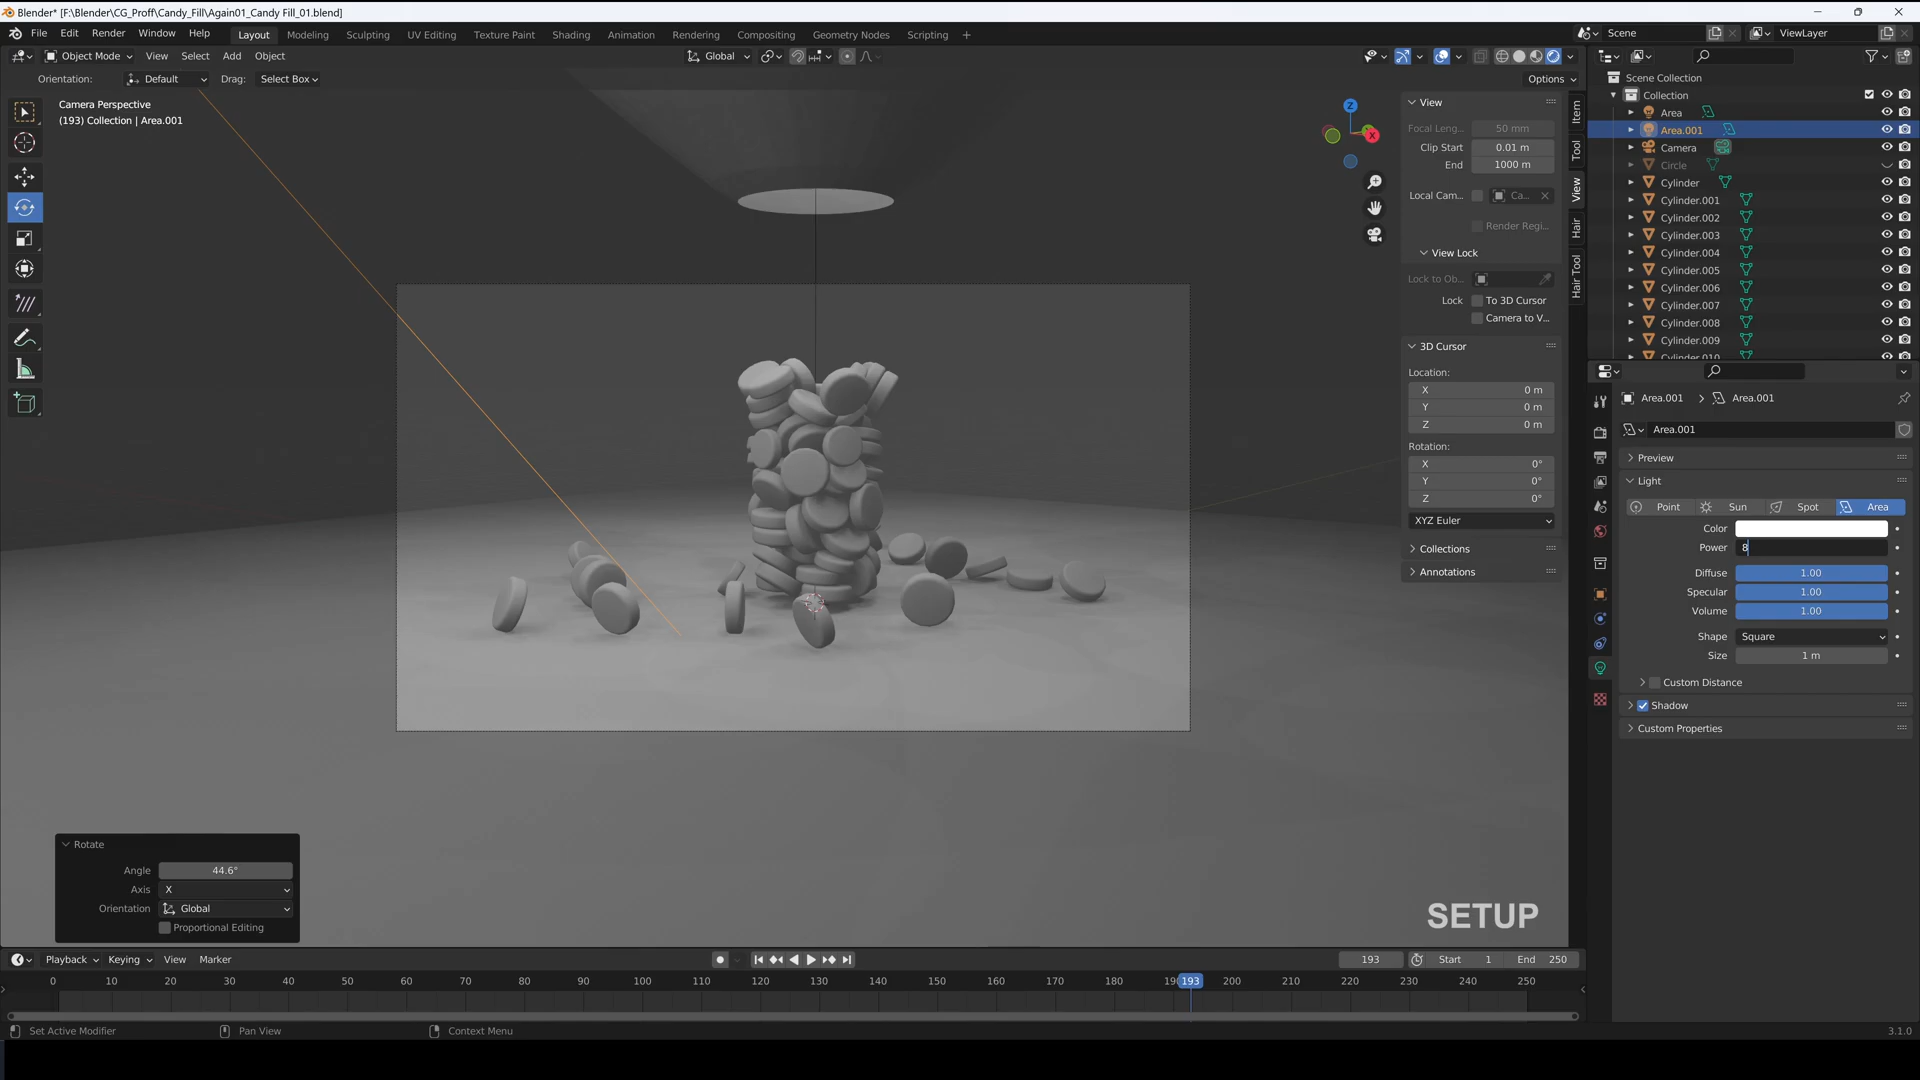 Blender* [F:\Blender\CG_Proff\Candy_Fill\Again01_Candy Fill_01.blend]
File Edit Render Window Help Layout Modeling Sculpting UV Editing Texture Paint Shading Animation Rendering Compositing Geometry Nodes Scripting + Scene ViewLayer
Object Mode View Select Add Object Global
Orientation: Default Drag: Select Box Options
Camera Perspective
(193) Collection | Area.001
Z
X
View
Focal Leng... 50 mm
Clip Start 0.01 m
End 1000 m
Local Cam... Ca...
Render Regi...
View Lock
Lock to Ob...
Lock To 3D Cursor
Camera to V...
3D Cursor
Location:
X 0 m
Y 0 m
Z 0 m
Rotation:
X 0°
Y 0°
Z 0°
XYZ Euler
Collections
Annotations
Item
Tool
View
Hair
Hair Tool
Scene Collection
Collection
Area
Area.001
Camera
Circle
Cylinder
Cylinder.001
Cylinder.002
Cylinder.003
Cylinder.004
Cylinder.005
Cylinder.006
Cylinder.007
Cylinder.008
Cylinder.009
Cylinder.010
Area.001 > Area.001
Area.001
Preview
Light
Point Sun Spot Area
Color
Power 8
Diffuse 1.00
Specular 1.00
Volume 1.00
Shape Square
Size 1 m
Custom Distance
Shadow
Custom Properties
Rotate
Angle 44.6°
Axis X
Orientation Global
Proportional Editing
SETUP
Playback Keying View Marker 193 Start 1 End 250
0 10 20 30 40 50 60 70 80 90 100 110 120 130 140 150 160 170 180 193 200 210 220 230 240 250
Set Active Modifier Pan View Context Menu 3.1.0